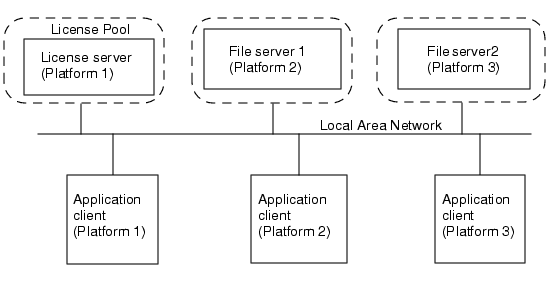 License Pool
License server
(Platform 1)
File server 1
(Platform 2)
File server2
(Platform 3)
Local Area Network
Application
client
(Platform 1)
Application
client
(Platform 2)
Application
client
(Platform 3)